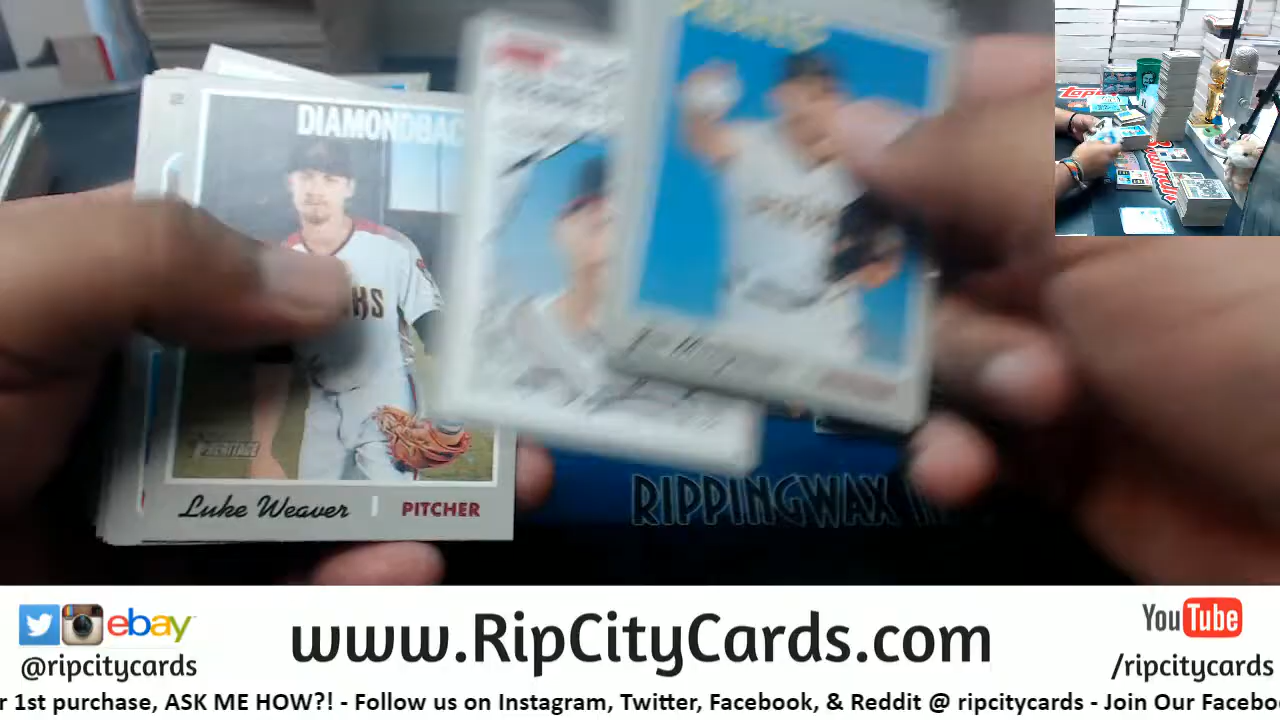 DIAMONDBAC
HERITAGE
Luke Weaver | PITCHER
RIPPINGWAX
ebay
@ripcitycards
www.RipCityCards.com
YouTube
/ripcitycards
r 1st purchase, ASK ME HOW?! - Follow us on Instagram, Twitter, Facebook, & Reddit @ ripcitycards - Join Our Facebo